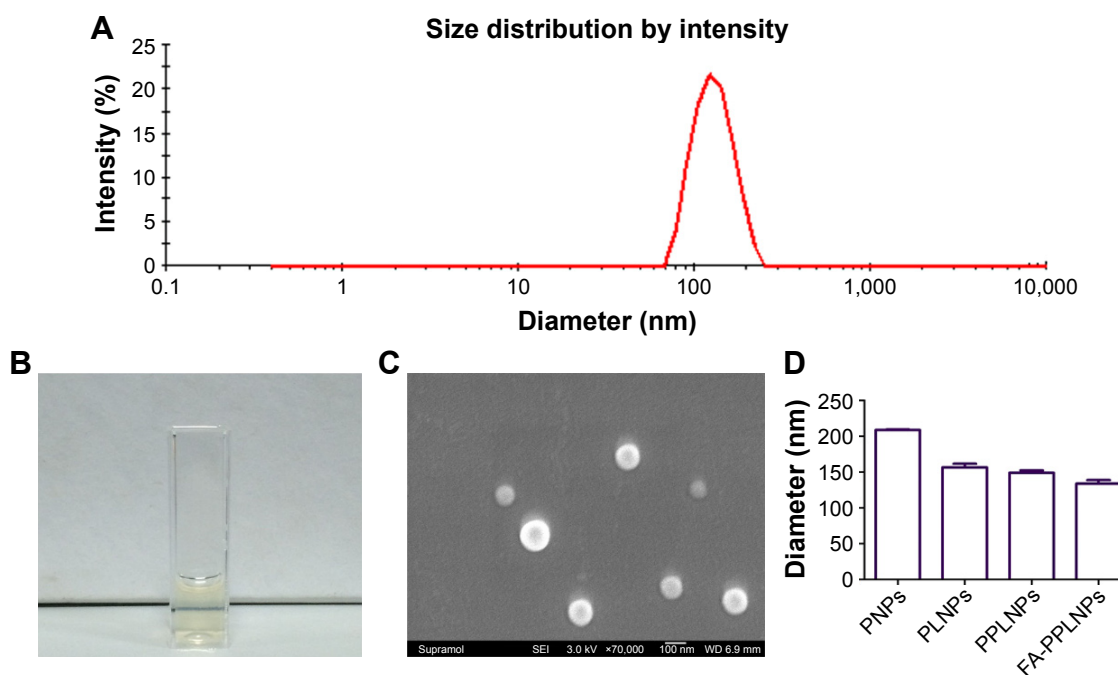 A
Size distribution by intensity
Intensity (%)
25
20
15
10
5
0
0.1 1 10 100 1,000 10,000
Diameter (nm)
B
C
Supramol SEI 3.0 kV ×70,000 100 nm WD 6.9 mm
D
Diameter (nm)
250
200
150
100
50
0
PNPs PLNPs PPLNPs FA-PPLNPs